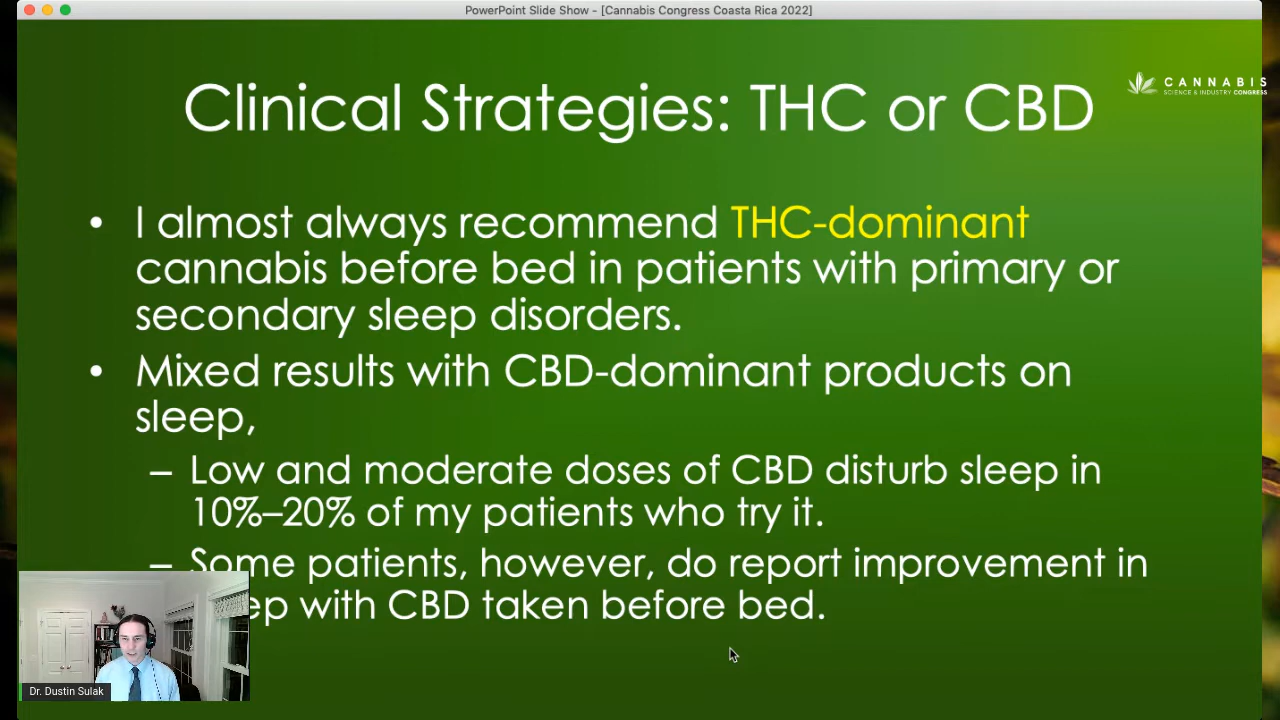 PowerPoint Slide Show - [Cannabis Congress Coasta Rica 2022]
CANNABIS
SCIENCE & INDUSTRY CONGRESS
Clinical Strategies: THC or CBD
• I almost always recommend THC-dominant
cannabis before bed in patients with primary or
secondary sleep disorders.
• Mixed results with CBD-dominant products on
sleep,
– Low and moderate doses of CBD disturb sleep in
10%–20% of my patients who try it.
– Some patients, however, do report improvement in
ep with CBD taken before bed.
Dr. Dustin Sulak